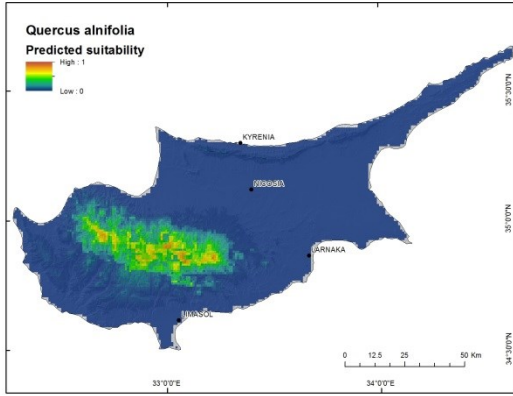 Quercus alnifolia
Predicted suitability
High : 1
Low : 0
KYRENIA
NICOSIA
LARNAKA
LIMASOL
35°30'0"N
35°0'0"N
34°30'0"N
0 12.5 25 50 Km
33°0'0"E
34°0'0"E